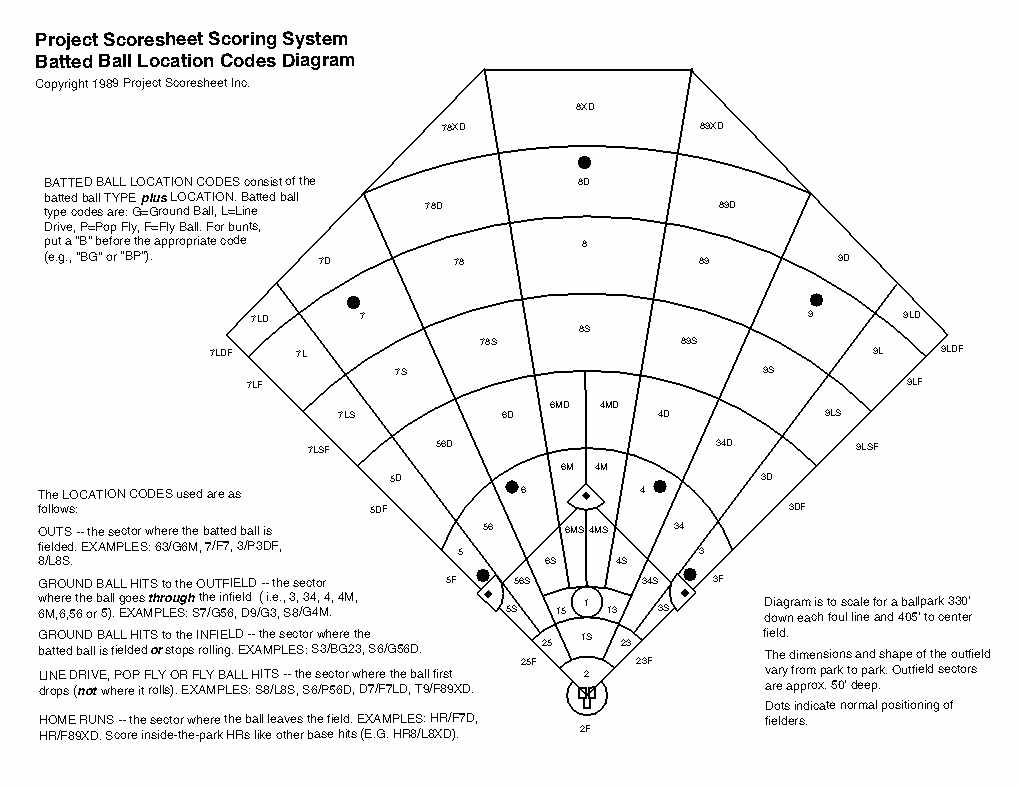 Project Scoresheet Scoring System
Batted Ball Location Codes Diagram
Copyright 1989 Project Scoresheet Inc.
BATTED BALL LOCATION CODES consist of the
batted ball TYPE plus LOCATION. Batted ball
type codes are: G=Ground Ball, L=Line
Drive, P=Pop Fly, F=Fly Ball. For bunts,
put a "B" before the appropriate code
(e.g., "BG" or "BP").
8XD
78XD
89XD
8D
78D
89D
8
7D
78
89
9D
7LD
7
9
9LD
8S
7LDF
7L
78S
89S
9L
9LDF
7LF
7S
9S
9LF
6MD
4MD
7LS
6D
4D
9LS
7LSF
56D
34D
9LSF
6M
4M
5D
3D
6
4
5DF
3DF
56
6MS
4MS
34
5
3
6S
4S
5F
56S
34S
3F
5S
15
1
13
3S
25
1S
23
25F
23F
2
2F
The LOCATION CODES used are as
follows:
OUTS -- the sector where the batted ball is
fielded. EXAMPLES: 63/G6M, 7/F7, 3/P3DF,
8/L8S.
GROUND BALL HITS to the OUTFIELD -- the sector
where the ball goes through the infield ( i.e., 3, 34, 4, 4M,
6M,6,56 or 5). EXAMPLES: S7/G56, D9/G3, S8/G4M.
GROUND BALL HITS to the INFIELD -- the sector where the
batted ball is fielded or stops rolling. EXAMPLES: S3/BG23, S6/G56D.
LINE DRIVE, POP FLY OR FLY BALL HITS -- the sector where the ball first
drops (not where it rolls). EXAMPLES: S8/L8S, S6/P56D, D7/F7LD, T9/F89XD.
HOME RUNS -- the sector where the ball leaves the field. EXAMPLES: HR/F7D,
HR/F89XD. Score inside-the-park HRs like other base hits (E.G. HR8/L8XD).
Diagram is to scale for a ballpark 330'
down each foul line and 405' to center
field.
The dimensions and shape of the outfield
vary from park to park. Outfield sectors
are approx. 50' deep.
Dots indicate normal positioning of
fielders.